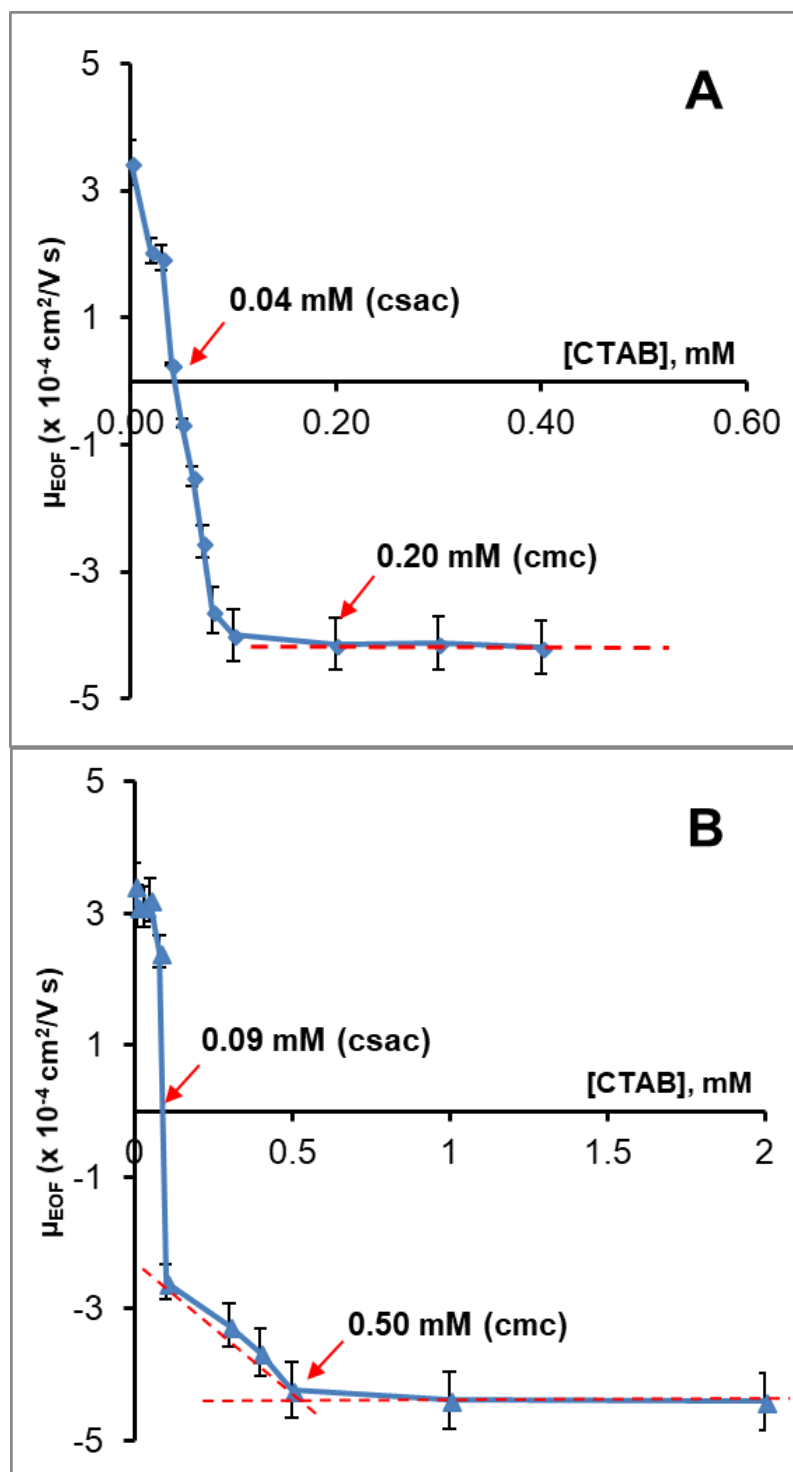 A
5
3
1
-1
-3
-5
μEOF (x 10⁻⁴ cm²/V s)
0.04 mM (csac)
[CTAB], mM
0.00
0.20
0.40
0.60
0.20 mM (cmc)
B
5
3
1
-1
-3
-5
μEOF (x 10⁻⁴ cm²/V s)
0.09 mM (csac)
[CTAB], mM
0
0.5
1
1.5
2
0.50 mM (cmc)